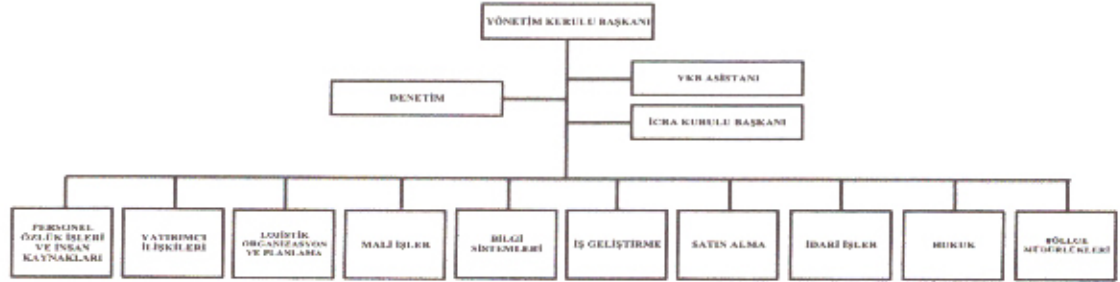 YÖNETİM KURULU BAŞKANI
YKB ASİSTANI
DENETİM
İCRA KURULU BAŞKANI
PERSONEL
ÖZLÜK İŞLERİ
VE İNSAN
KAYNAKLARI
YATIRIMCI
İLİŞKİLERİ
LOJİSTİK
ORGANİZASYON
VE PLANLAMA
MALİ İŞLER
BİLGİ
SİSTEMLERİ
İŞ GELİŞTİRME
SATIN ALMA
İDARİ İŞLER
HUKUK
BÖLGE
MÜDÜRLÜKLERİ